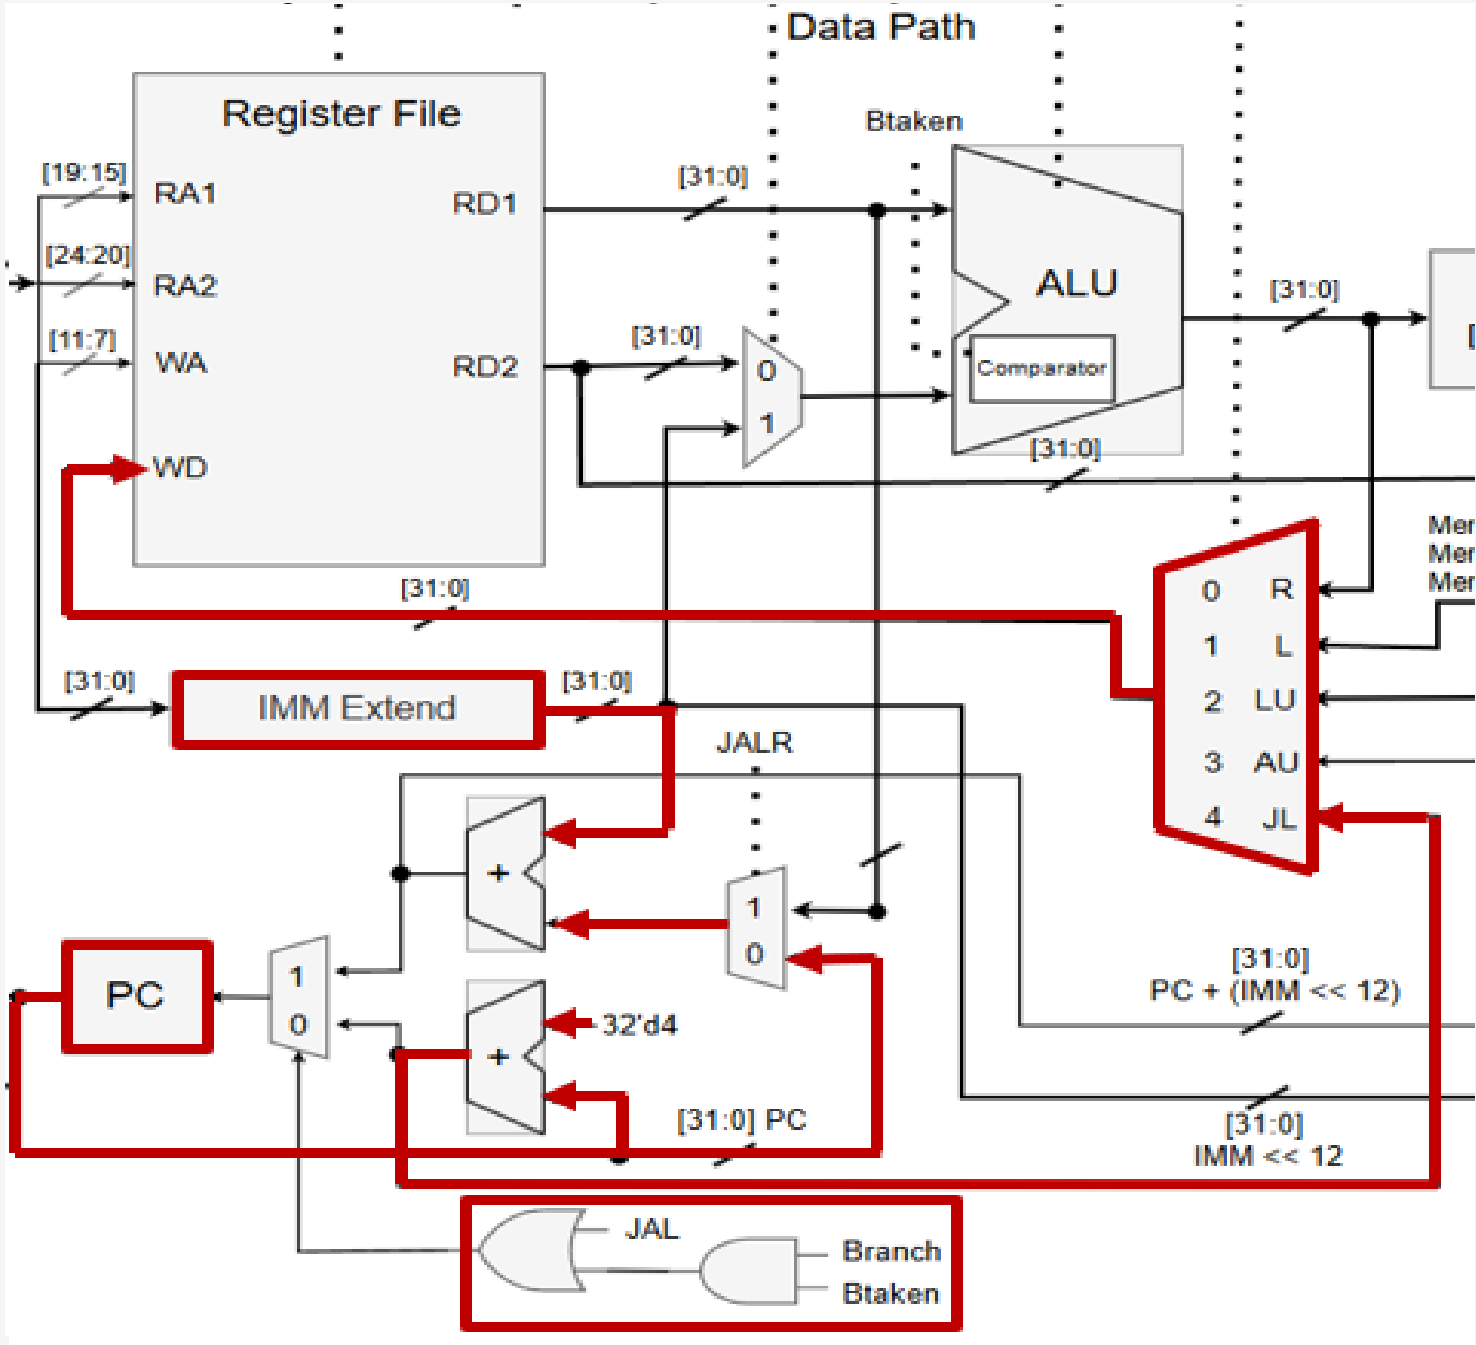 Data Path
Register File
Btaken
[19:15]
RA1
RD1
[31:0]
[24:20]
RA2
ALU
[31:0]
[11:7]
WA
RD2
[31:0]
0
1
Comparator
[31:0]
WD
Mer
Mer
Mer
[31:0]
0 R
1 L
2 LU
3 AU
4 JL
[31:0]
IMM Extend
[31:0]
JALR
+
1
0
PC
1
0
+
32'd4
[31:0]
PC + (IMM << 12)
[31:0] PC
[31:0]
IMM << 12
JAL
Branch
Btaken